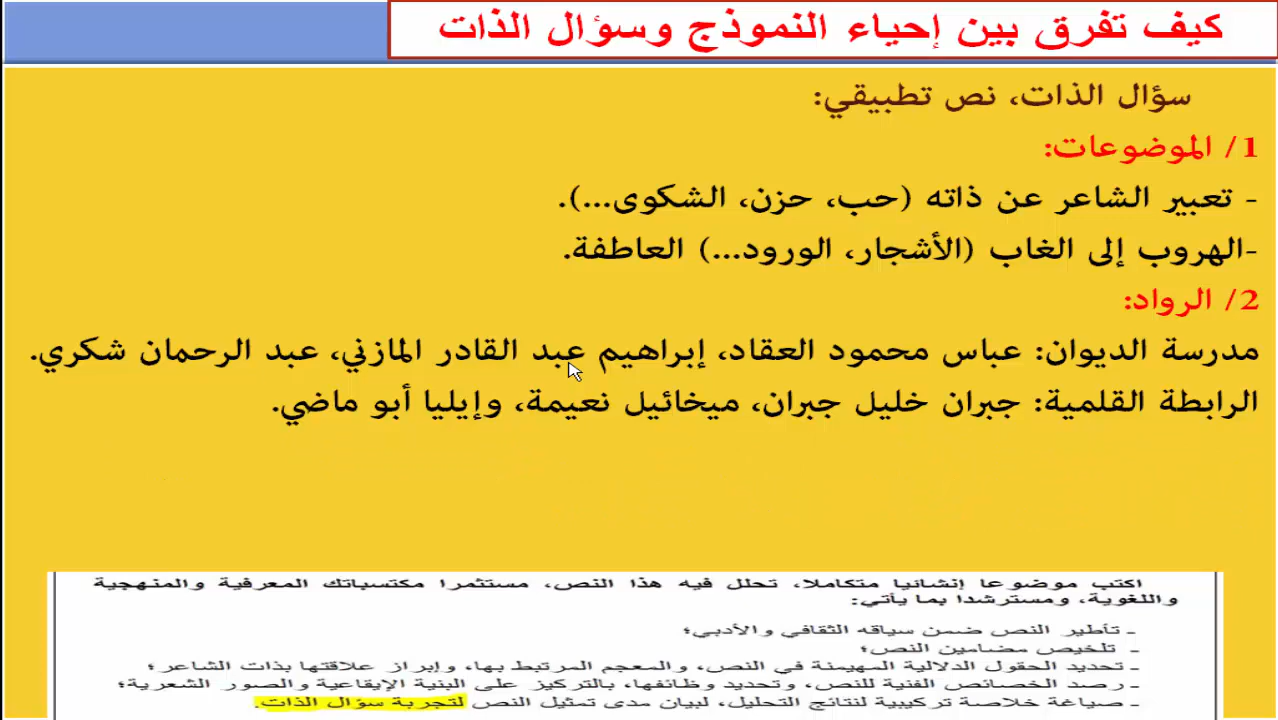 كيف تفرق بين إحياء النموذج وسؤال الذات
سؤال الذات، نص تطبيقي:
1/ الموضوعات:
- تعبير الشاعر عن ذاته (حب، حزن، الشكوى...).
-الهروب إلى الغاب (الأشجار، الورود...) العاطفة.
2/ الرواد:
مدرسة الديوان: عباس محمود العقاد، إبراهيم عبد القادر المازني، عبد الرحمان شكري.
الرابطة القلمية: جبران خليل جبران، ميخائيل نعيمة، وإيليا أبو ماضي.
اكتب موضوعا إنشائيا متكاملا، تحلل فيه هذا النص، مستثمرا مكتسباتك المعرفية والمنهجية
واللغوية، ومسترشدا بما يأتي:
ـ تأطير النص ضمن سياقه الثقافي والأدبي؛
ـ تلخيص مضامين النص؛
ـ تحديد الحقول الدلالية المهيمنة في النص، والمعجم المرتبط بها، وإبراز علاقتها بذات الشاعر؛
ـ رصد الخصائص الفنية للنص، وتحديد وظائفها، بالتركيز على البنية الإيقاعية والصور الشعرية؛
ـ صياغة خلاصة تركيبية لنتائج التحليل، لبيان مدى تمثيل النص لتجربة سؤال الذات.